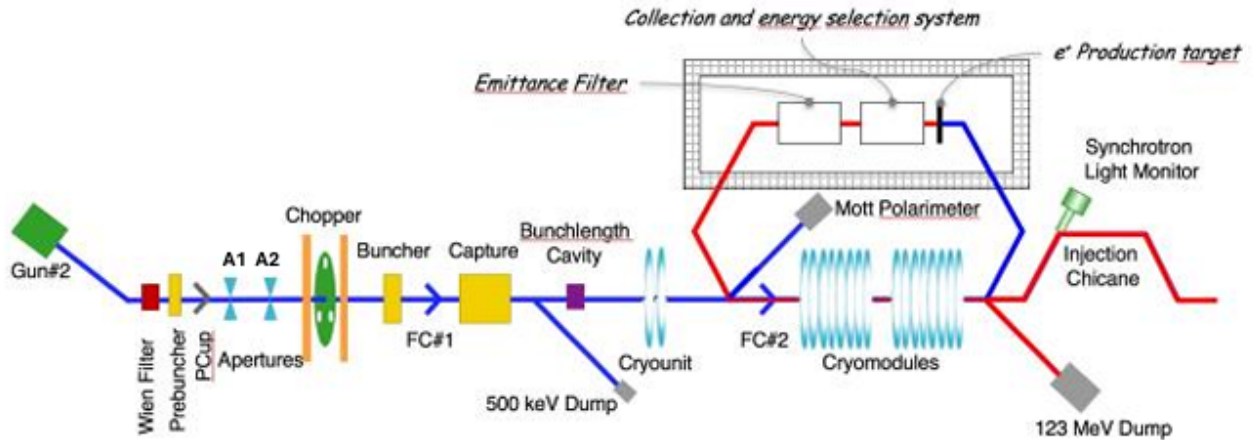 Collection and energy selection system
e⁺ Production target
Emittance Filter
Synchrotron
Light Monitor
Chopper
Mott Polarimeter
Bunchlength
Cavity
Buncher
Capture
A1
A2
Gun#2
Injection
Chicane
Wien Filter
Prebuncher
PCup
Apertures
FC#1
Cryounit
FC#2
Cryomodules
500 keV Dump
123 MeV Dump